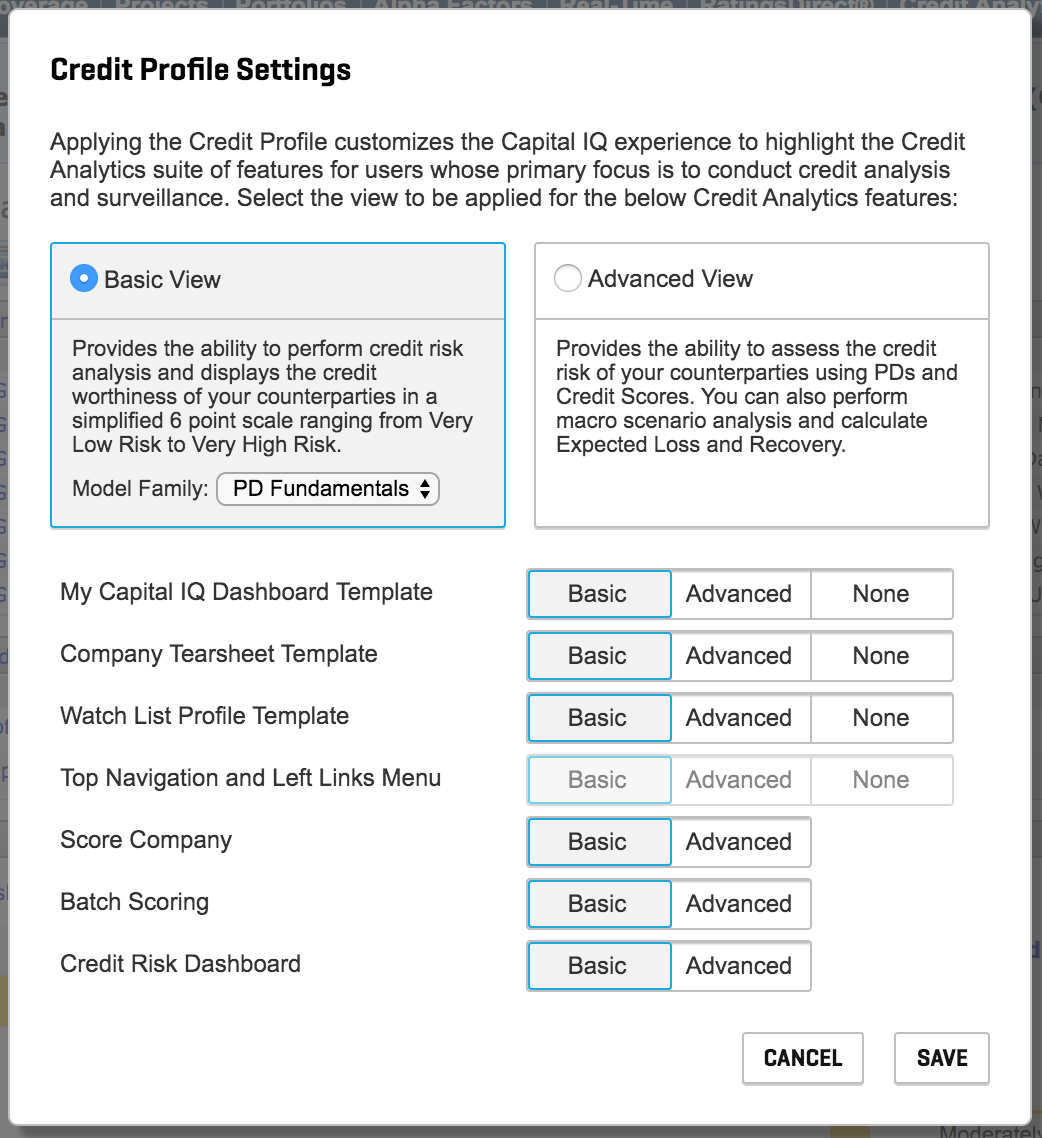 Projects
Portfolios
Alpha Factors
Real-Time
RatingsDirect®
Credit Profile Settings
Applying the Credit Profile customizes the Capital IQ experience to highlight the Credit
Analytics suite of features for users whose primary focus is to conduct credit analysis
and surveillance. Select the view to be applied for the below Credit Analytics features:
Basic View
Provides the ability to perform credit risk
analysis and displays the credit
worthiness of your counterparties in a
simplified 6 point scale ranging from Very
Low Risk to Very High Risk.
Model Family: PD Fundamentals
Advanced View
Provides the ability to assess the credit
risk of your counterparties using PDs and
Credit Scores. You can also perform
macro scenario analysis and calculate
Expected Loss and Recovery.
My Capital IQ Dashboard Template Basic Advanced None
Company Tearsheet Template Basic Advanced None
Watch List Profile Template Basic Advanced None
Top Navigation and Left Links Menu Basic Advanced None
Score Company Basic Advanced
Batch Scoring Basic Advanced
Credit Risk Dashboard Basic Advanced
CANCEL SAVE